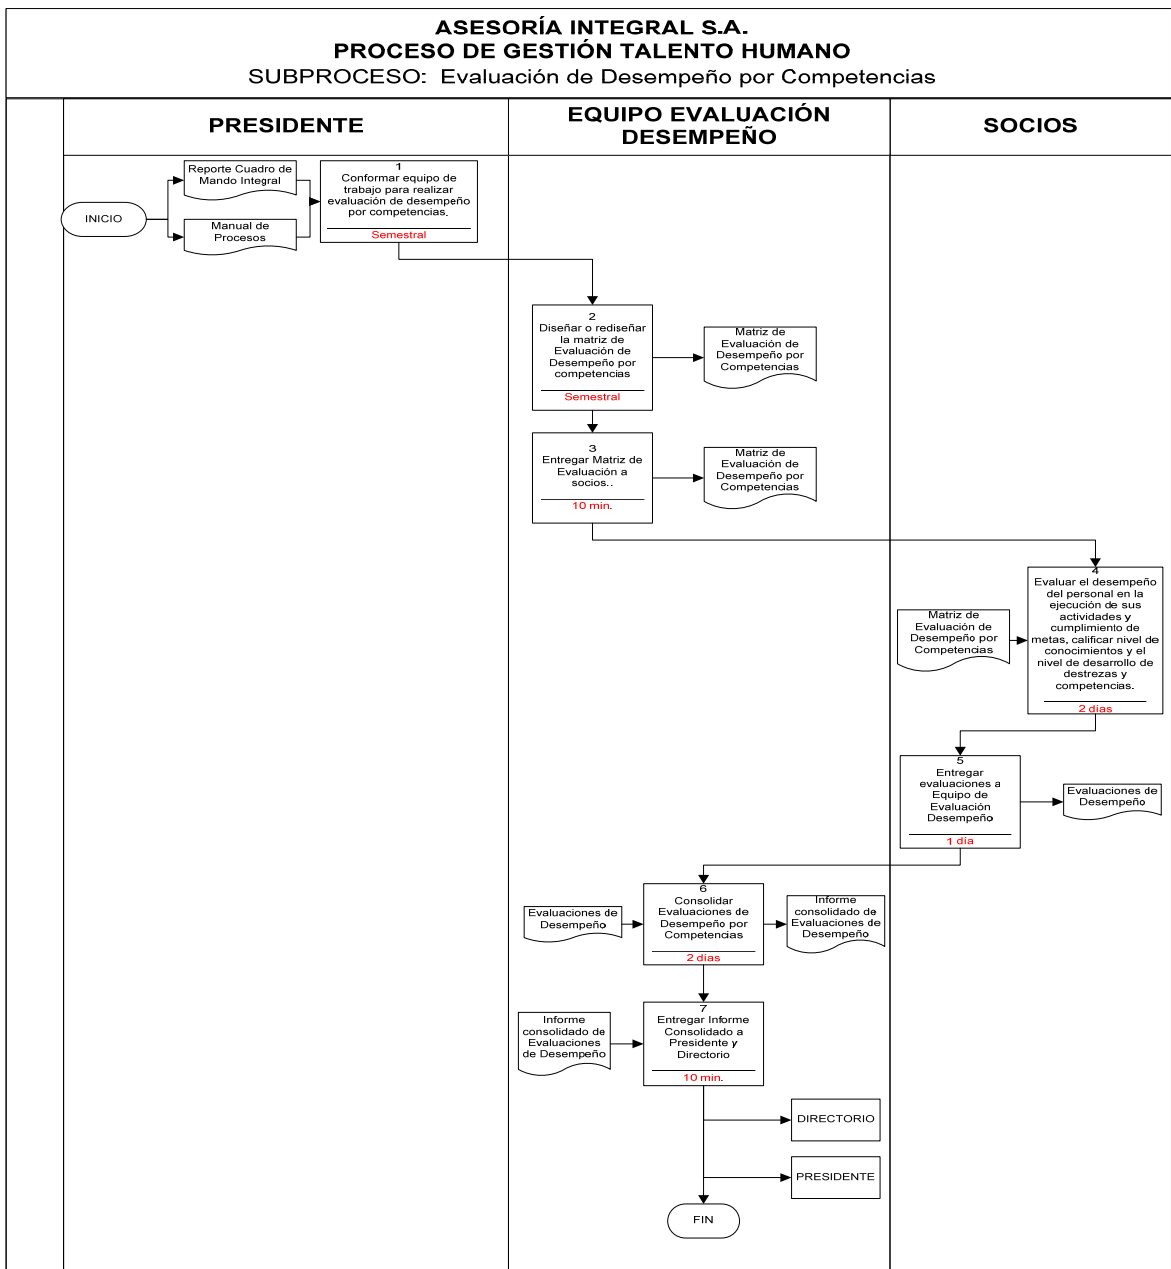 ASESORÍA INTEGRAL S.A.
PROCESO DE GESTIÓN TALENTO HUMANO
SUBPROCESO: Evaluación de Desempeño por Competencias
PRESIDENTE
EQUIPO EVALUACIÓN
DESEMPEÑO
SOCIOS
INICIO
Reporte Cuadro de
Mando Integral
Manual de
Procesos
1
Conformar equipo de
trabajo para realizar
evaluación de desempeño
por competencias.
Semestral
2
Diseñar o rediseñar
la matriz de
Evaluación de
Desempeño por
competencias
Semestral
Matriz de
Evaluación de
Desempeño por
Competencias
3
Entregar Matriz de
Evaluación a
socios..
10 min.
Matriz de
Evaluación de
Desempeño por
Competencias
Matriz de
Evaluación de
Desempeño por
Competencias
4
Evaluar el desempeño
del personal en la
ejecución de sus
actividades y
cumplimiento de
metas, calificar nivel de
conocimientos y el
nivel de desarrollo de
destrezas y
competencias.
2 días
5
Entregar
evaluaciones a
Equipo de
Evaluación
Desempeño
1 día
Evaluaciones de
Desempeño
Evaluaciones de
Desempeño
6
Consolidar
Evaluaciones de
Desempeño por
Competencias
2 días
Informe
consolidado de
Evaluaciones de
Desempeño
Informe
consolidado de
Evaluaciones
de Desempeño
7
Entregar Informe
Consolidado a
Presidente y
Directorio
10 min.
DIRECTORIO
PRESIDENTE
FIN